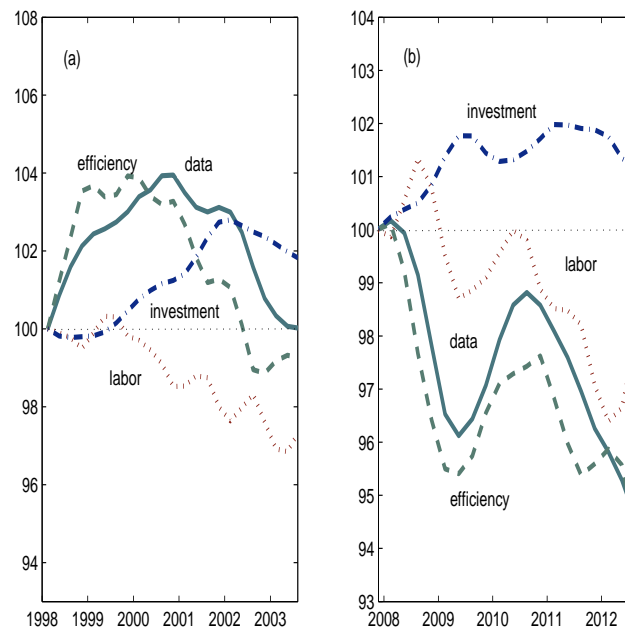 (a)
108
106
104
102
100
98
96
94
efficiency
data
investment
labor
1998 1999 2000 2001 2002 2003
(b)
104
103
102
101
100
99
98
97
96
95
94
93
investment
labor
data
efficiency
2008 2009 2010 2011 2012